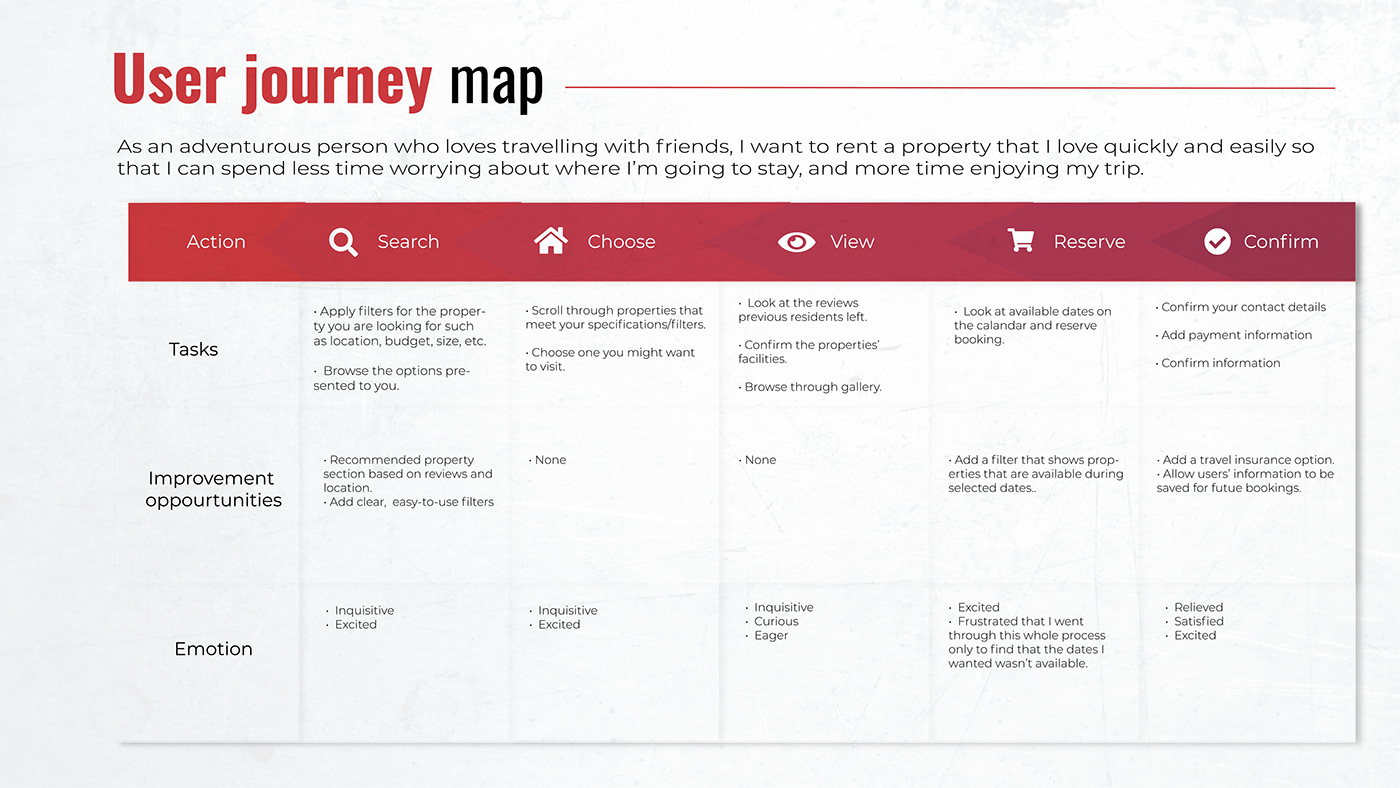 User journey map
As an adventurous person who loves travelling with friends, I want to rent a property that I love quickly and easily so
that I can spend less time worrying about where I'm going to stay, and more time enjoying my trip.
Action
Search
Choose
View
Reserve
Confirm
Tasks
· Apply filters for the proper-
ty you are looking for such
as location, budget, size, etc.
· Browse the options pre-
sented to you.
· Scroll through properties that
meet your specifications/filters.
· Choose one you might want
to visit.
· Look at the reviews
previous residents left.
· Confirm the properties'
facilities.
· Browse through gallery.
· Look at available dates on
the calandar and reserve
booking.
· Confirm your contact details
· Add payment information
· Confirm information
Improvement
oppourtunities
· Recommended property
section based on reviews and
location.
· Add clear, easy-to-use filters
· None
· None
· Add a filter that shows prop-
erties that are available during
selected dates..
· Add a travel insurance option.
· Allow users' information to be
saved for futue bookings.
Emotion
· Inquisitive
· Excited
· Inquisitive
· Excited
· Inquisitive
· Curious
· Eager
· Excited
· Frustrated that I went
through this whole process
only to find that the dates I
wanted wasn't available.
· Relieved
· Satisfied
· Excited